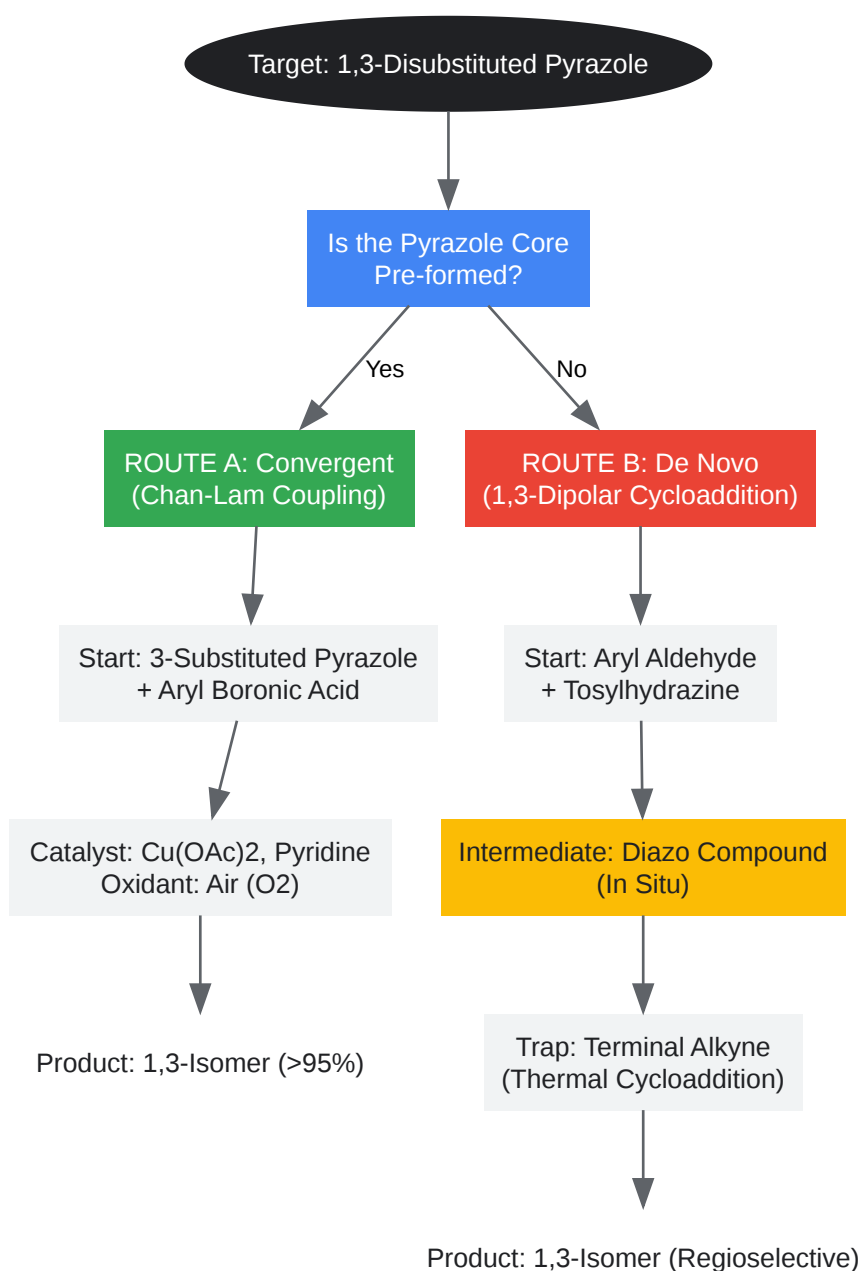 Target: 1,3-Disubstituted Pyrazole
Is the Pyrazole Core
Pre-formed?
Yes
No
ROUTE A: Convergent
(Chan-Lam Coupling)
ROUTE B: De Novo
(1,3-Dipolar Cycloaddition)
Start: 3-Substituted Pyrazole
+ Aryl Boronic Acid
Start: Aryl Aldehyde
+ Tosylhydrazine
Catalyst: Cu(OAc)2, Pyridine
Oxidant: Air (O2)
Intermediate: Diazo Compound
(In Situ)
Product: 1,3-Isomer (>95%)
Trap: Terminal Alkyne
(Thermal Cycloaddition)
Product: 1,3-Isomer (Regioselective)